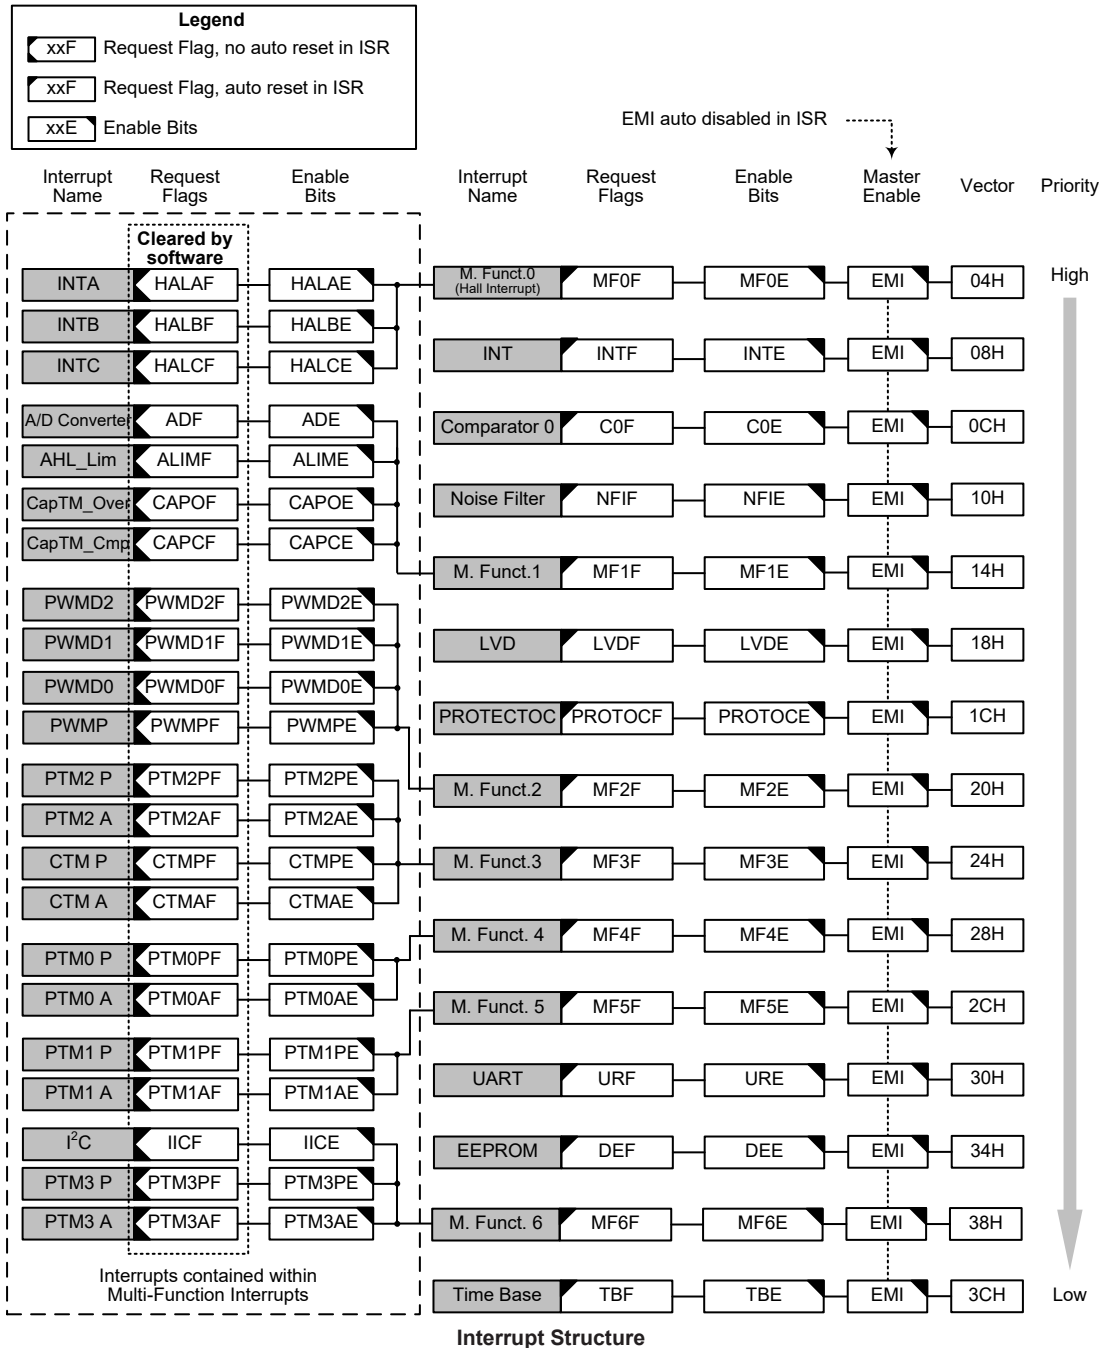 Legend
xxF Request Flag, no auto reset in ISR
xxF Request Flag, auto reset in ISR
xxE Enable Bits
EMI auto disabled in ISR
Interrupt Name Request Flags Enable Bits Interrupt Name Request Flags Enable Bits Master Enable Vector Priority
Cleared by
software
INTA HALAF HALAE
INTB HALBF HALBE
INTC HALCF HALCE
A/D Converter ADF ADE
AHL_Lim ALIMF ALIME
CapTM_Over CAPOF CAPOE
CapTM_Cmp CAPCF CAPCE
PWMD2 PWMD2F PWMD2E
PWMD1 PWMD1F PWMD1E
PWMD0 PWMD0F PWMD0E
PWMP PWMPF PWMPE
PTM2 P PTM2PF PTM2PE
PTM2 A PTM2AF PTM2AE
CTM P CTMPF CTMPE
CTM A CTMAF CTMAE
PTM0 P PTM0PF PTM0PE
PTM0 A PTM0AF PTM0AE
PTM1 P PTM1PF PTM1PE
PTM1 A PTM1AF PTM1AE
I²C IICF IICE
PTM3 P PTM3PF PTM3PE
PTM3 A PTM3AF PTM3AE
Interrupts contained within
Multi-Function Interrupts
M. Funct.0
(Hall Interrupt)
MF0F MF0E EMI 04H High
INT INTF INTE EMI 08H
Comparator 0 C0F C0E EMI 0CH
Noise Filter NFIF NFIE EMI 10H
M. Funct.1 MF1F MF1E EMI 14H
LVD LVDF LVDE EMI 18H
PROTECTOC PROTOCF PROTOCE EMI 1CH
M. Funct.2 MF2F MF2E EMI 20H
M. Funct.3 MF3F MF3E EMI 24H
M. Funct. 4 MF4F MF4E EMI 28H
M. Funct. 5 MF5F MF5E EMI 2CH
UART URF URE EMI 30H
EEPROM DEF DEE EMI 34H
M. Funct. 6 MF6F MF6E EMI 38H
Time Base TBF TBE EMI 3CH Low
Interrupt Structure